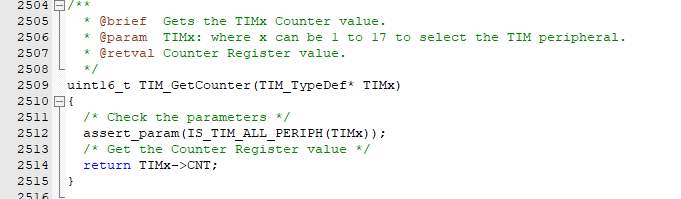 2504 /**
2505 * @brief Gets the TIMx Counter value.
2506 * @param TIMx: where x can be 1 to 17 to select the TIM peripheral.
2507 * @retval Counter Register value.
2508 */
2509 uint16_t TIM_GetCounter(TIM_TypeDef* TIMx)
2510 {
2511 /* Check the parameters */
2512 assert_param(IS_TIM_ALL_PERIPH(TIMx));
2513 /* Get the Counter Register value */
2514 return TIMx->CNT;
2515 }
2516